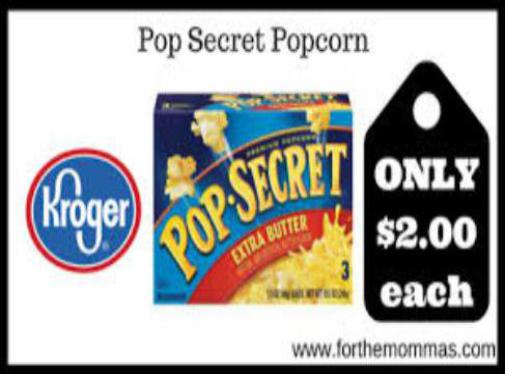 Pop Secret Popcorn
Kroger
PREMIUM POPCORN
POP·SECRET
EXTRA BUTTER
3
ONLY
$2.00
each
www.forthemommas.com